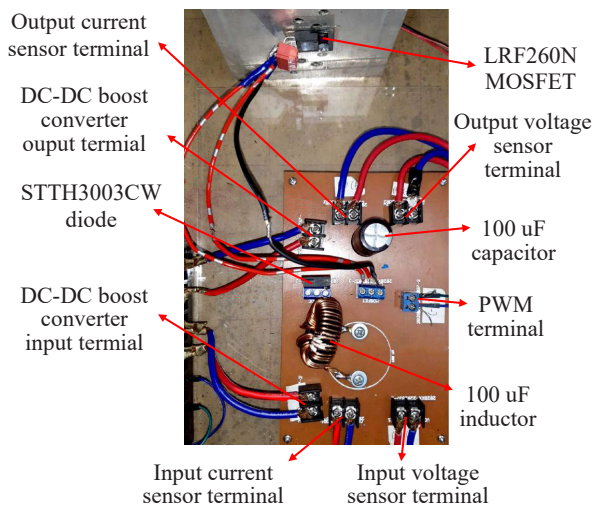 Output current
sensor terminal
DC-DC boost
converter
ouput termial
STTH3003CW
diode
DC-DC boost
converter
input termial
LRF260N
MOSFET
Output voltage
sensor
terminal
100 uF
capacitor
PWM
terminal
100 uF
inductor
Input current
sensor terminal
Input voltage
sensor terminal